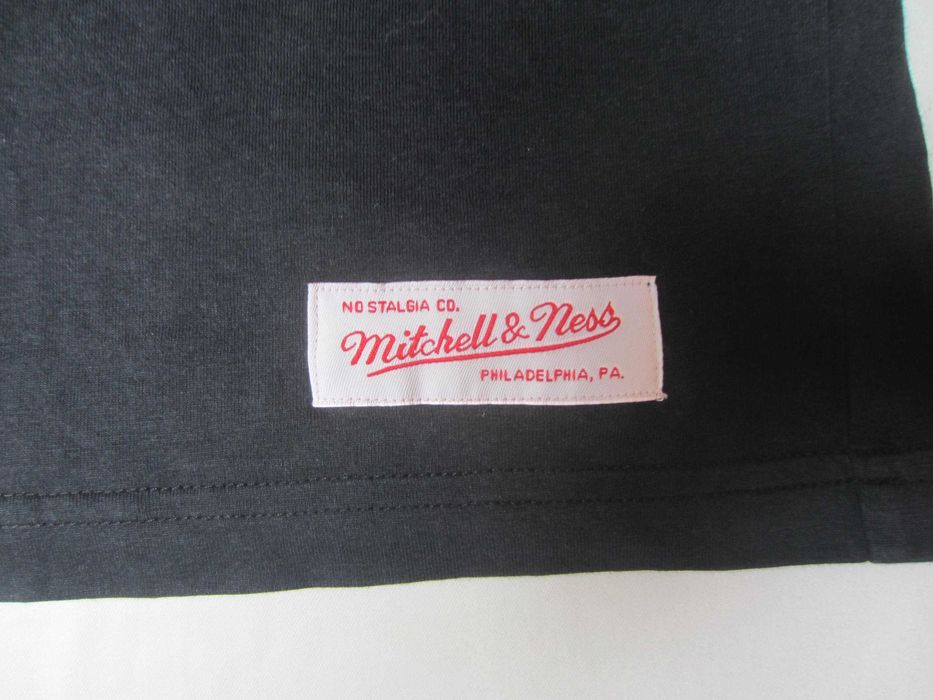 NOSTALGIA CO.
Mitchell & Ness
PHILADELPHIA, PA.